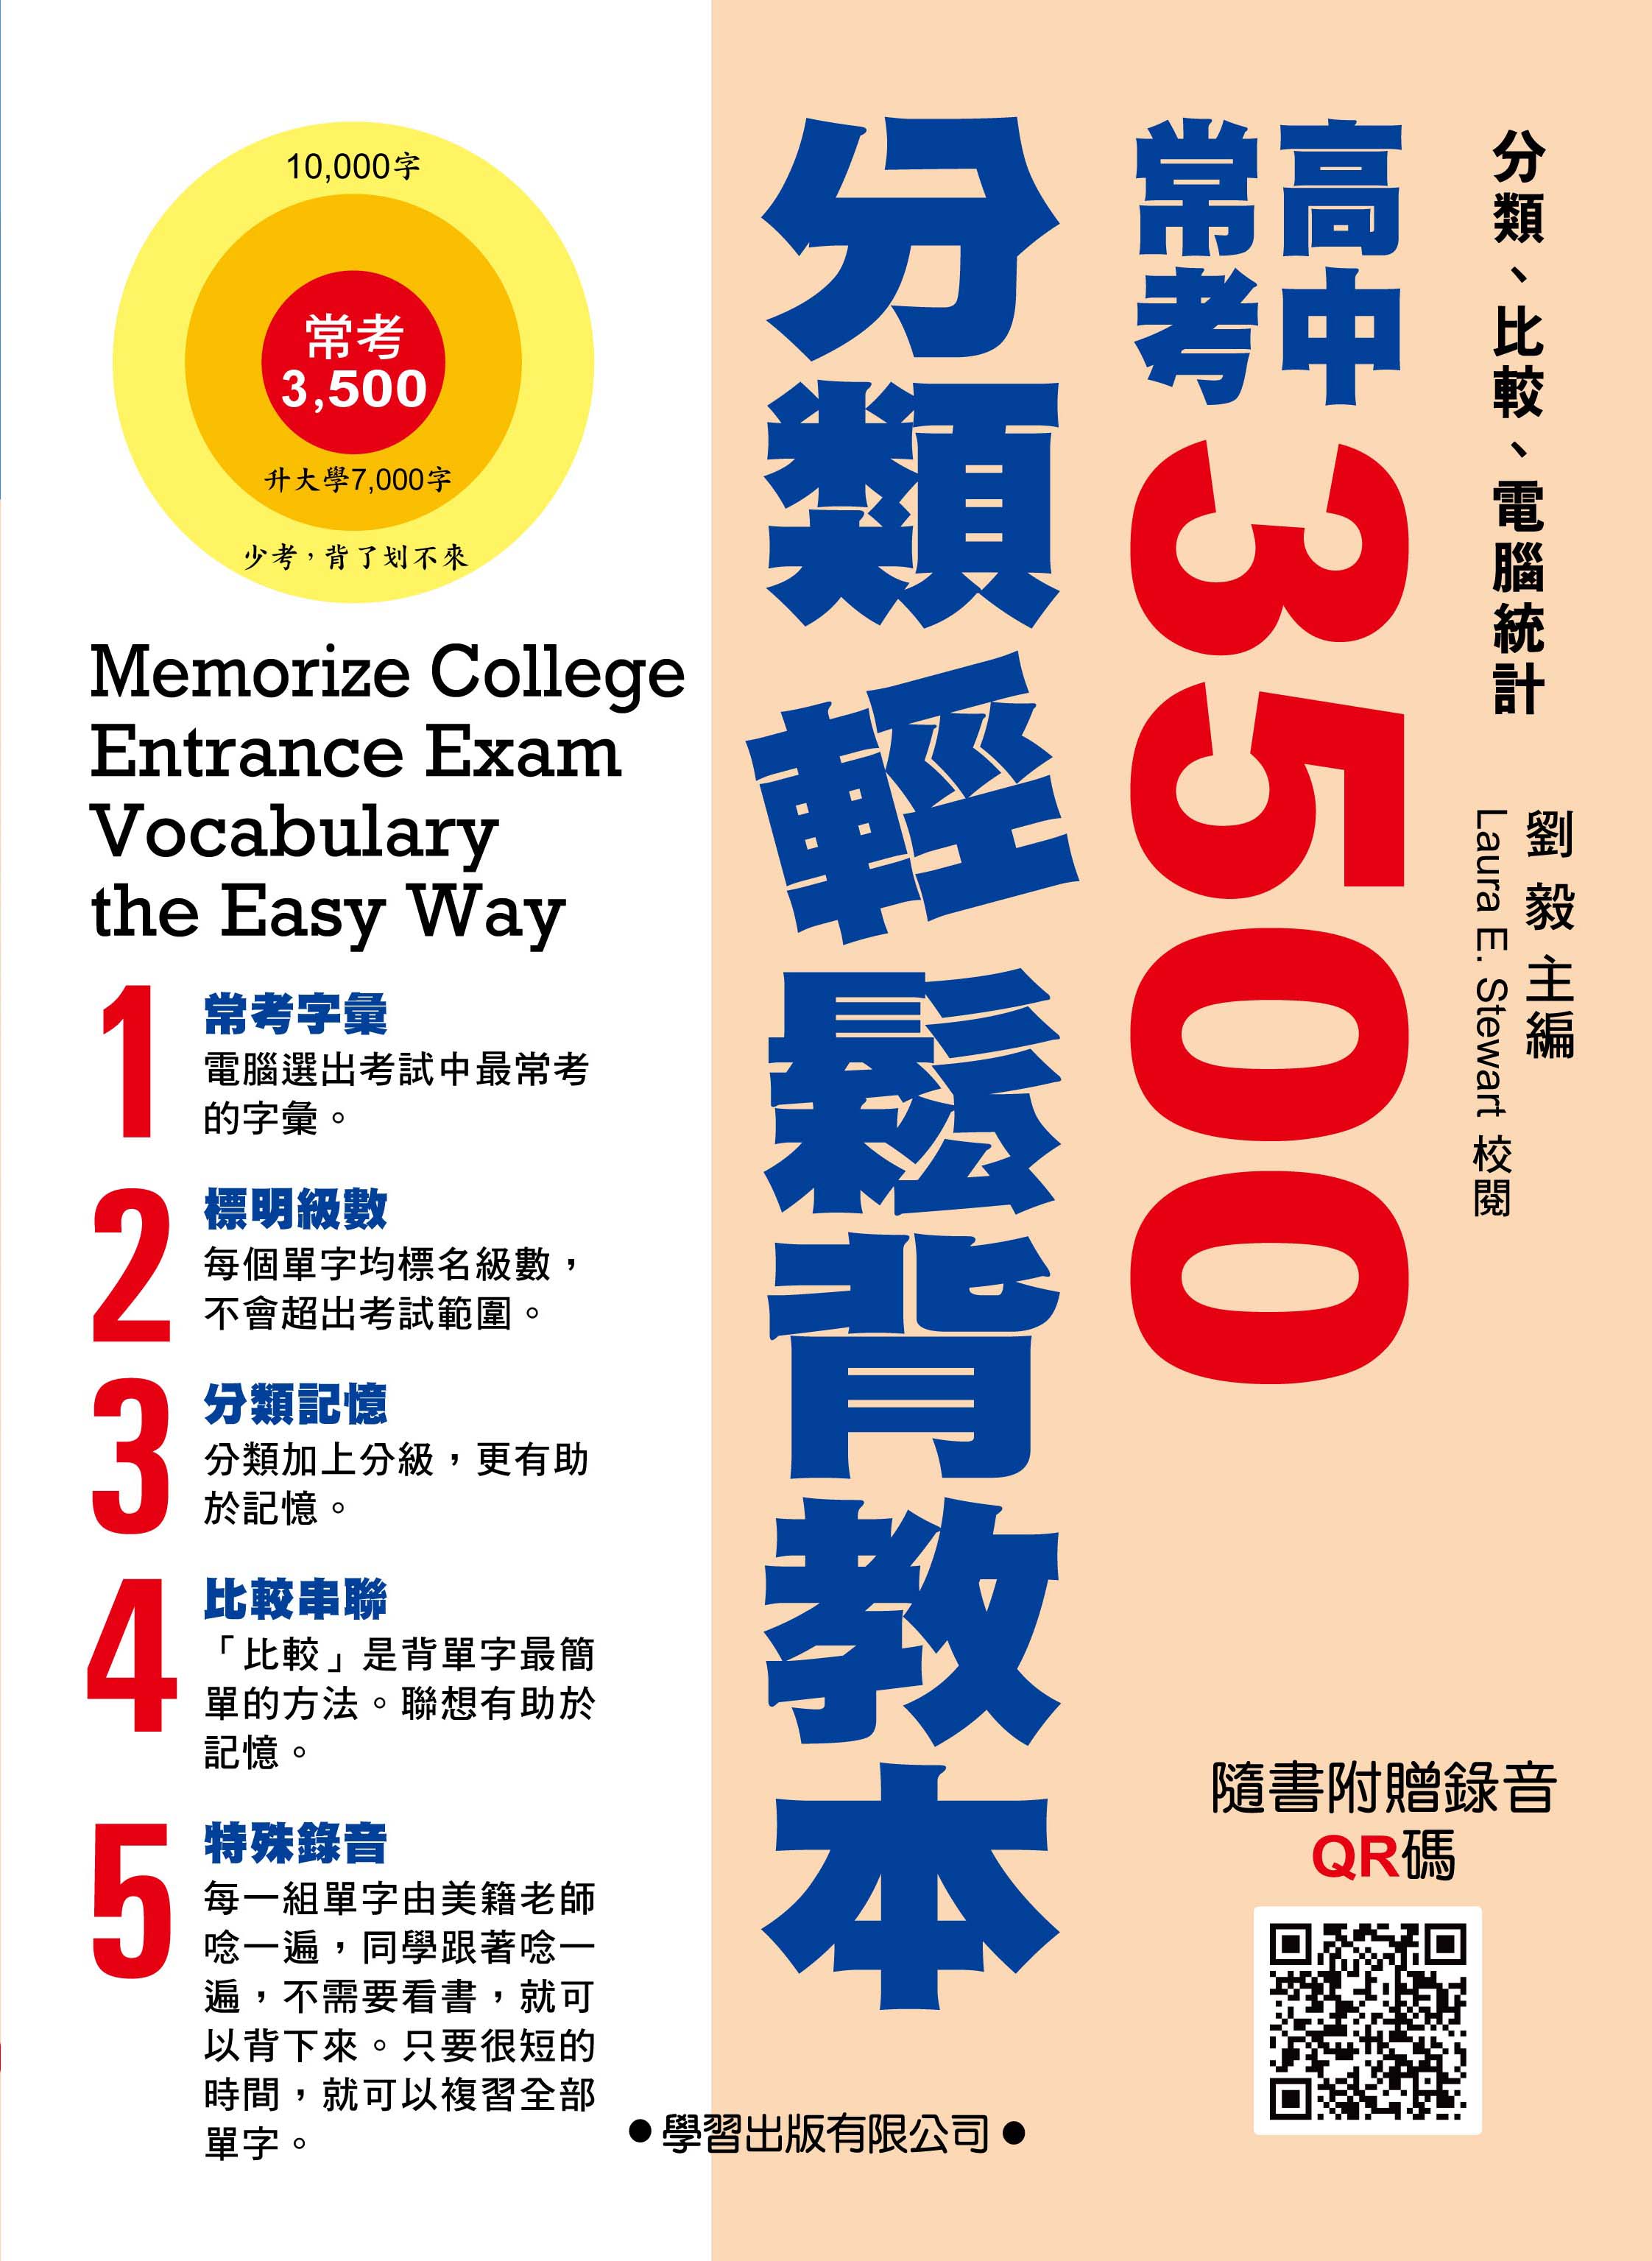 分類、比較、電腦統計
劉毅主編
Laura E. Stewart 校閱
高中
常考
3500
分類輕鬆背教本
10,000字
常考
3,500
升大學7,000字
少考，背了划不來
Memorize College
Entrance Exam
Vocabulary
the Easy Way
1
常考字彙
電腦選出考試中最常考
的字彙。
2
標明級數
每個單字均標名級數，
不會超出考試範圍。
3
分類記憶
分類加上分級，更有助
於記憶。
4
比較串聯
「比較」是背單字最簡
單的方法。聯想有助於
記憶。
5
特殊錄音
每一組單字由美籍老師
唸一遍，同學跟著唸一
遍，不需要看書，就可
以背下來。只要很短的
時間，就可以複習全部
單字。
隨書附贈錄音
QR碼
●學習出版有限公司●